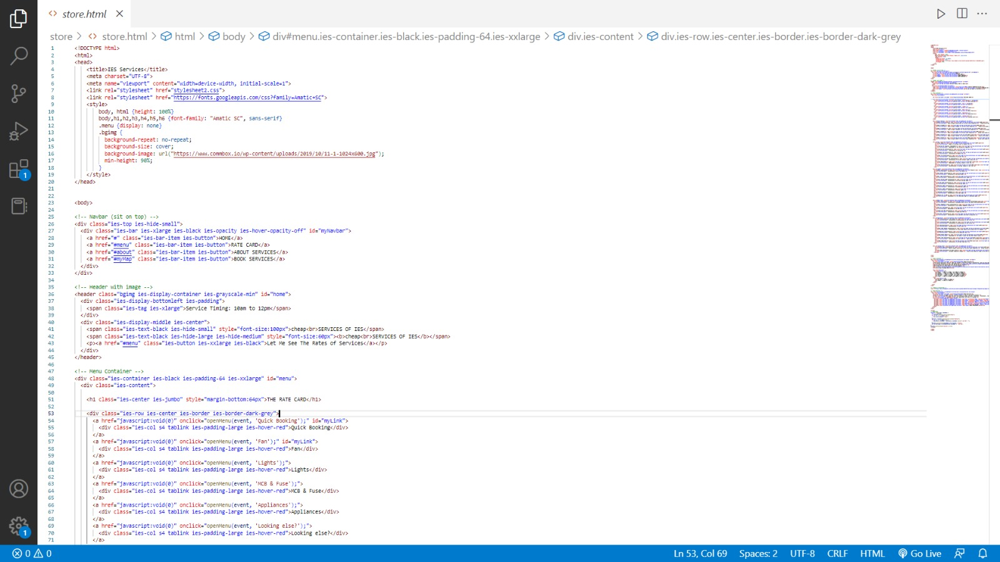 store.html
store > store.html > html > body > div#menu.ies-container.ies-black.ies-padding-64.ies-xxlarge > div.ies-content > div.ies-row.ies-center.ies-border.ies-border-dark-grey
1 <!DOCTYPE html>
2 <html>
3 <head>
4 <title>IES Services</title>
5 <meta charset="UTF-8">
6 <meta name="viewport" content="width=device-width, initial-scale=1">
7 <link rel="stylesheet" href="stylesheet2.css">
8 <link rel="stylesheet" href="https://fonts.googleapis.com/css?family=Amatic+SC">
9 <style>
10 body, html {height: 100%}
11 body,h1,h2,h3,h4,h5,h6 {font-family: "Amatic SC", sans-serif}
12 .menu {display: none}
13 .bgimg {
14 background-repeat: no-repeat;
15 background-size: cover;
16 background-image: url("https://www.commbox.io/wp-content/uploads/2019/10/11-1-1024x600.jpg");
17 min-height: 90%;
18 }
19 </style>
20 </head>
21
22
23 <body>
24
25 <!-- Navbar (sit on top) -->
26 <div class="ies-top ies-hide-small">
27 <div class="ies-bar ies-xlarge ies-black ies-opacity ies-hover-opacity-off" id="myNavbar">
28 <a href="#" class="ies-bar-item ies-button">HOME</a>
29 <a href="#menu" class="ies-bar-item ies-button">RATE CARD</a>
30 <a href="#about" class="ies-bar-item ies-button">ABOUT SERVICES</a>
31 <a href="#myMap" class="ies-bar-item ies-button">BOOK SERVICES</a>
32 </div>
33 </div>
34
35 <!-- Header with image -->
36 <header class="bgimg ies-display-container ies-grayscale-min" id="home">
37 <div class="ies-display-bottomleft ies-padding">
38 <span class="ies-tag ies-xlarge">Service Timing: 10am to 12pm</span>
39 </div>
40 <div class="ies-display-middle ies-center">
41 <span class="ies-text-black ies-hide-small" style="font-size:100px">cheap<br>SERVICES OF IES</span>
42 <span class="ies-text-black ies-hide-large ies-hide-medium" style="font-size:60px"><b>cheap<br>SERVICES OF IES</b></span>
43 <p><a href="#menu" class="ies-button ies-xxlarge ies-black">Let Me See The Rates of Services</a></p>
44 </div>
45 </header>
46
47 <!-- Menu Container -->
48 <div class="ies-container ies-black ies-padding-64 ies-xxlarge" id="menu">
49 <div class="ies-content">
50
51 <h1 class="ies-center ies-jumbo" style="margin-bottom:64px">THE RATE CARD</h1>
52
53 <div class="ies-row ies-center ies-border ies-border-dark-grey">
54 <a href="javascript:void(0)" onclick="openMenu(event, 'Quick Booking');" id="myLink">
55 <div class="ies-col s4 tablink ies-padding-large ies-hover-red">Quick Booking</div>
56 </a>
57 <a href="javascript:void(0)" onclick="openMenu(event, 'Fan');" id="myLink">
58 <div class="ies-col s4 tablink ies-padding-large ies-hover-red">Fan</div>
59 </a>
60 <a href="javascript:void(0)" onclick="openMenu(event, 'Lights');">
61 <div class="ies-col s4 tablink ies-padding-large ies-hover-red">Lights</div>
62 </a>
63 <a href="javascript:void(0)" onclick="openMenu(event, 'MCB & Fuse');">
64 <div class="ies-col s4 tablink ies-padding-large ies-hover-red">MCB & Fuse</div>
65 </a>
66 <a href="javascript:void(0)" onclick="openMenu(event, 'Appliances');">
67 <div class="ies-col s4 tablink ies-padding-large ies-hover-red">Appliances</div>
68 </a>
69 <a href="javascript:void(0)" onclick="openMenu(event, 'Looking else?');">
70 <div class="ies-col s4 tablink ies-padding-large ies-hover-red">Looking else?</div>
71 </a>
1
1
0 0 Ln 53, Col 69 Spaces: 2 UTF-8 CRLF HTML Go Live